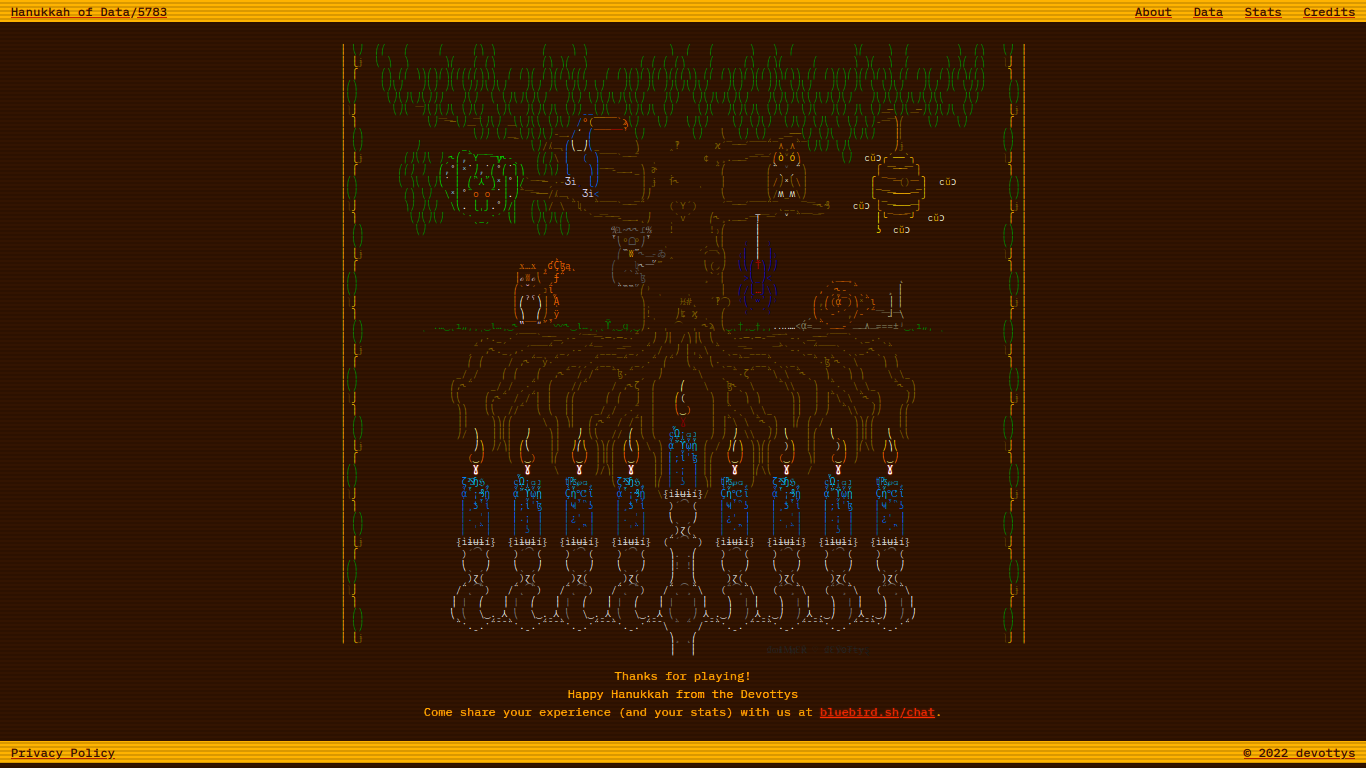 Hanukkah of Data/5783 About Data Stats Credits
Thanks for playing!
Happy Hanukkah from the Devottys
Come share your experience (and your stats) with us at bluebird.sh/chat.
Privacy Policy © 2022 devottys